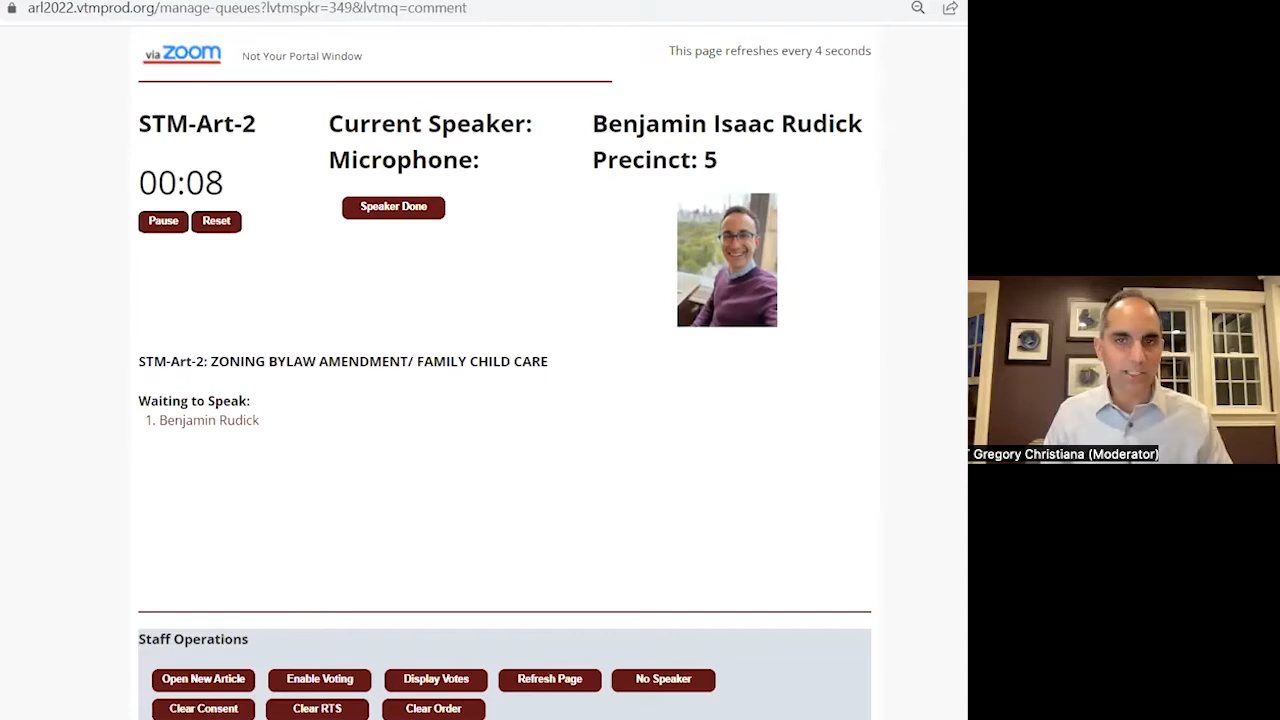 arl2022.vtmprod.org/manage-queues?lvtmspkr=349&lvtmq=comment
via zoom Not Your Portal Window This page refreshes every 4 seconds
STM-Art-2 Current Speaker: Benjamin Isaac Rudick
Microphone: Precinct: 5
00:08
Speaker Done
Pause Reset
STM-Art-2: ZONING BYLAW AMENDMENT/ FAMILY CHILD CARE
Waiting to Speak:
1. Benjamin Rudick
Gregory Christiana (Moderator)
Staff Operations
Open New Article Enable Voting Display Votes Refresh Page No Speaker
Clear Consent Clear RTS Clear Order